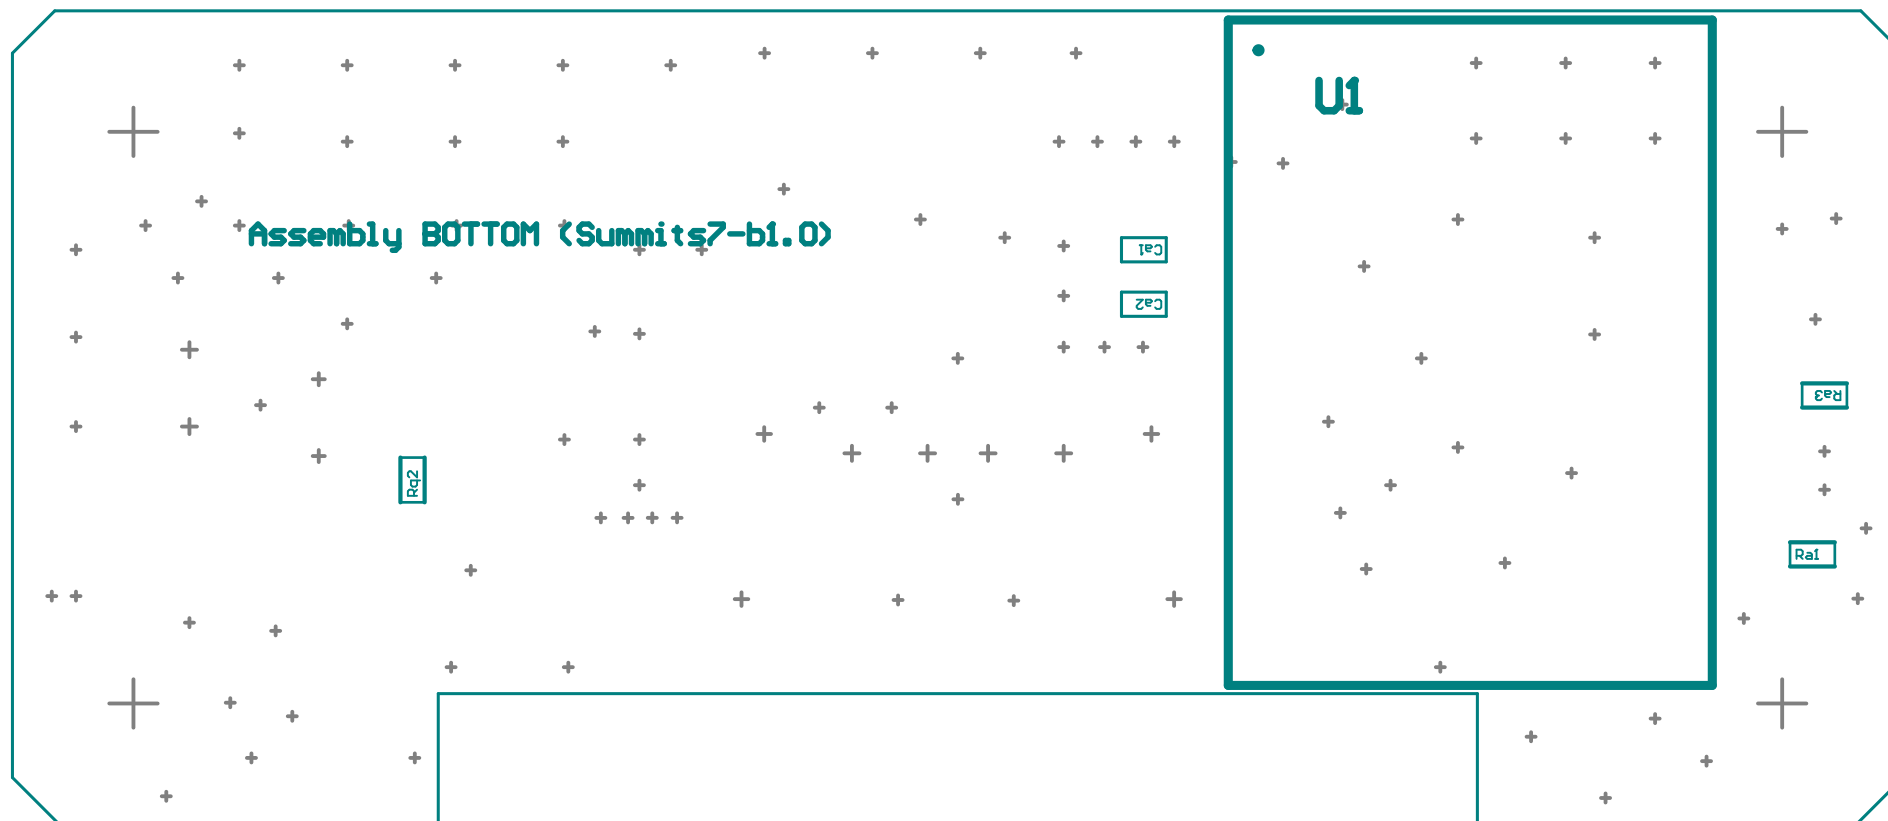 U1
Assembly BOTTOM (Summits7-b1.0)
Ca1
Ca2
Ra3
Rq2
Ra1